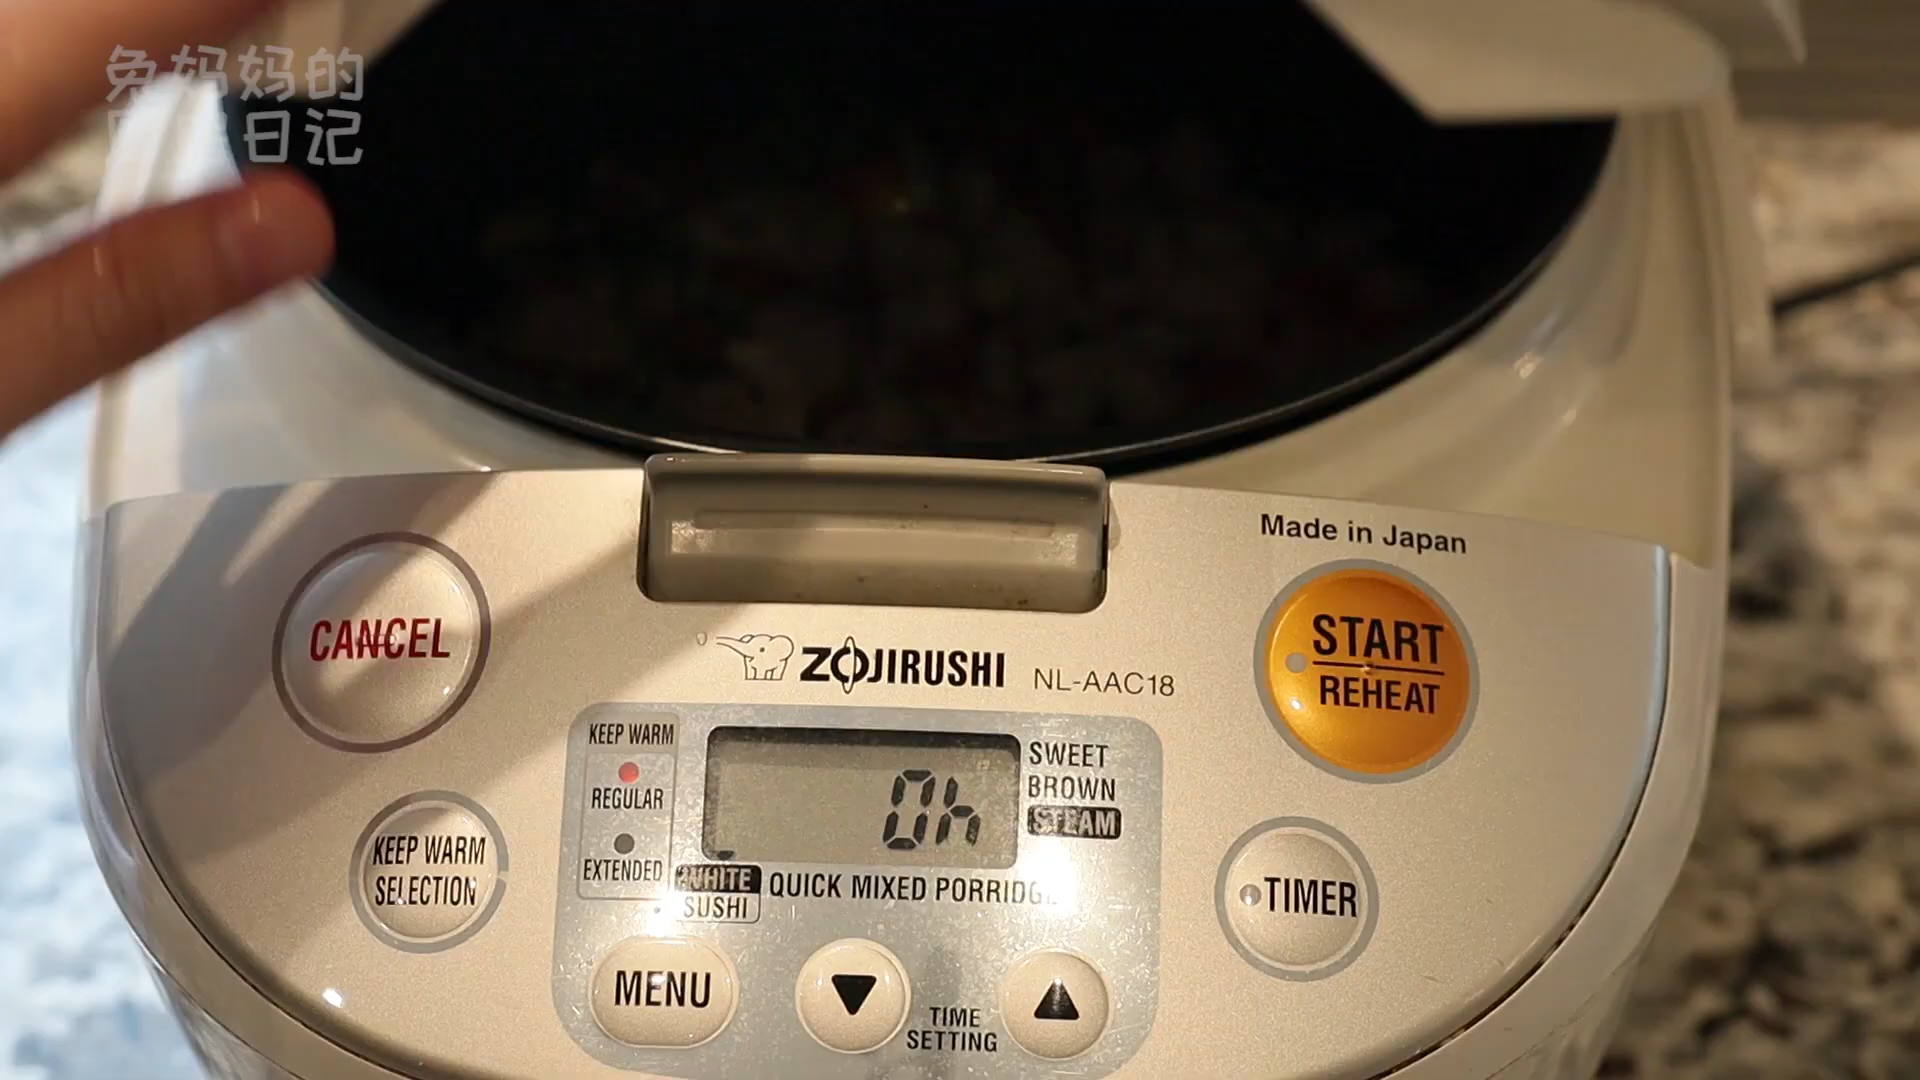 兔妈妈的
日记
Made in Japan
CANCEL
START
REHEAT
ZOJIRUSHI NL-AAC18
KEEP WARM
REGULAR
EXTENDED
0h
SWEET
BROWN
STEAM
WHITE
SUSHI
QUICK MIXED PORRIDGE
KEEP WARM
SELECTION
TIMER
MENU
TIME
SETTING